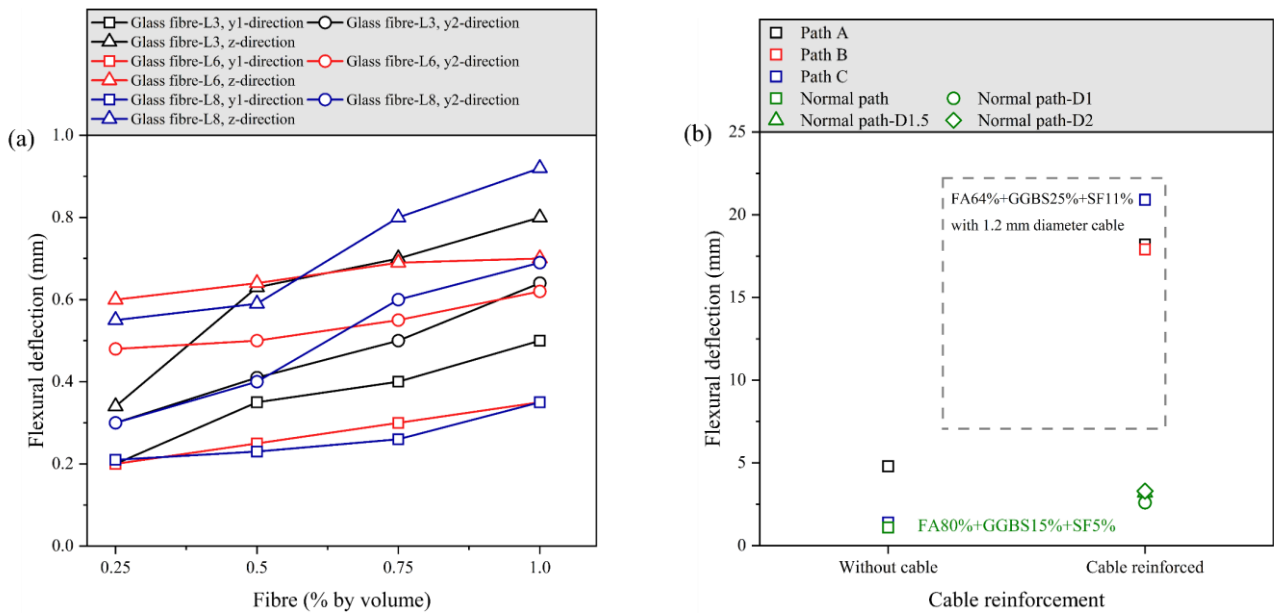 (a)
Glass fibre-L3, y1-direction Glass fibre-L3, y2-direction
Glass fibre-L3, z-direction
Glass fibre-L6, y1-direction Glass fibre-L6, y2-direction
Glass fibre-L6, z-direction
Glass fibre-L8, y1-direction Glass fibre-L8, y2-direction
Glass fibre-L8, z-direction
Flexural deflection (mm)
1.0
0.8
0.6
0.4
0.2
0.0
0.25 0.5 0.75 1.0
Fibre (% by volume)
(b)
Path A
Path B
Path C
Normal path Normal path-D1
Normal path-D1.5 Normal path-D2
Flexural deflection (mm)
25
20
15
10
5
0
FA64%+GGBS25%+SF11%
with 1.2 mm diameter cable
FA80%+GGBS15%+SF5%
Without cable Cable reinforced
Cable reinforcement